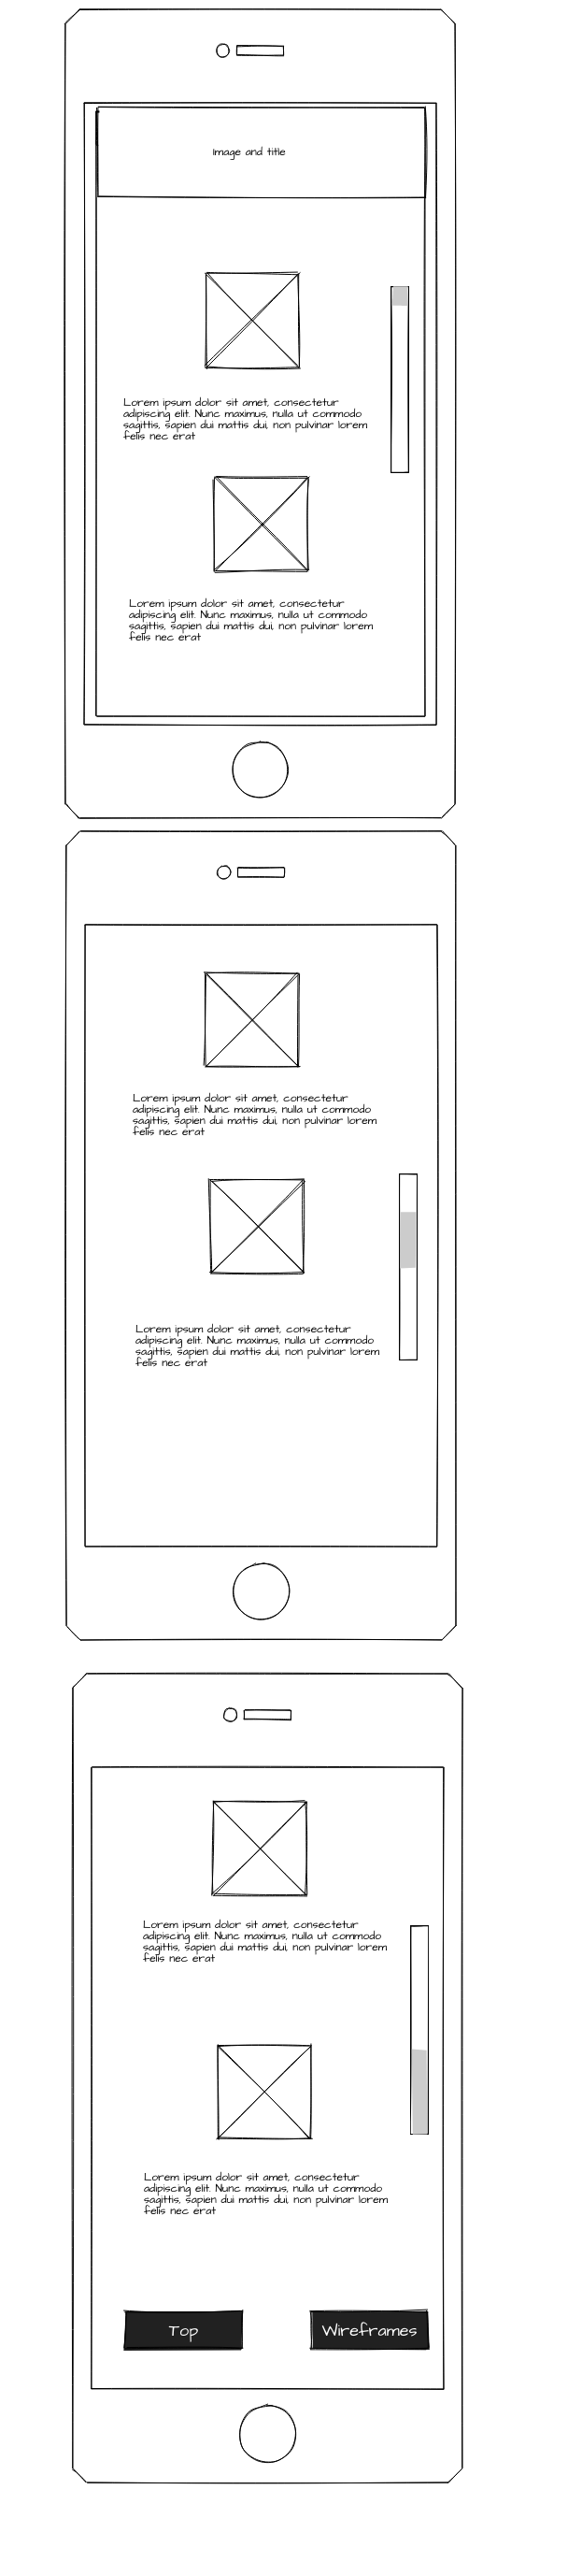 Image and title
Lorem ipsum dolor sit amet, consectetur
adipiscing elit. Nunc maximus, nulla ut commodo
sagittis, sapien dui mattis dui, non pulvinar lorem
felis nec erat
Lorem ipsum dolor sit amet, consectetur
adipiscing elit. Nunc maximus, nulla ut commodo
sagittis, sapien dui mattis dui, non pulvinar lorem
felis nec erat
Lorem ipsum dolor sit amet, consectetur
adipiscing elit. Nunc maximus, nulla ut commodo
sagittis, sapien dui mattis dui, non pulvinar lorem
felis nec erat
Lorem ipsum dolor sit amet, consectetur
adipiscing elit. Nunc maximus, nulla ut commodo
sagittis, sapien dui mattis dui, non pulvinar lorem
felis nec erat
Lorem ipsum dolor sit amet, consectetur
adipiscing elit. Nunc maximus, nulla ut commodo
sagittis, sapien dui mattis dui, non pulvinar lorem
felis nec erat
Lorem ipsum dolor sit amet, consectetur
adipiscing elit. Nunc maximus, nulla ut commodo
sagittis, sapien dui mattis dui, non pulvinar lorem
felis nec erat
Top
Wireframes